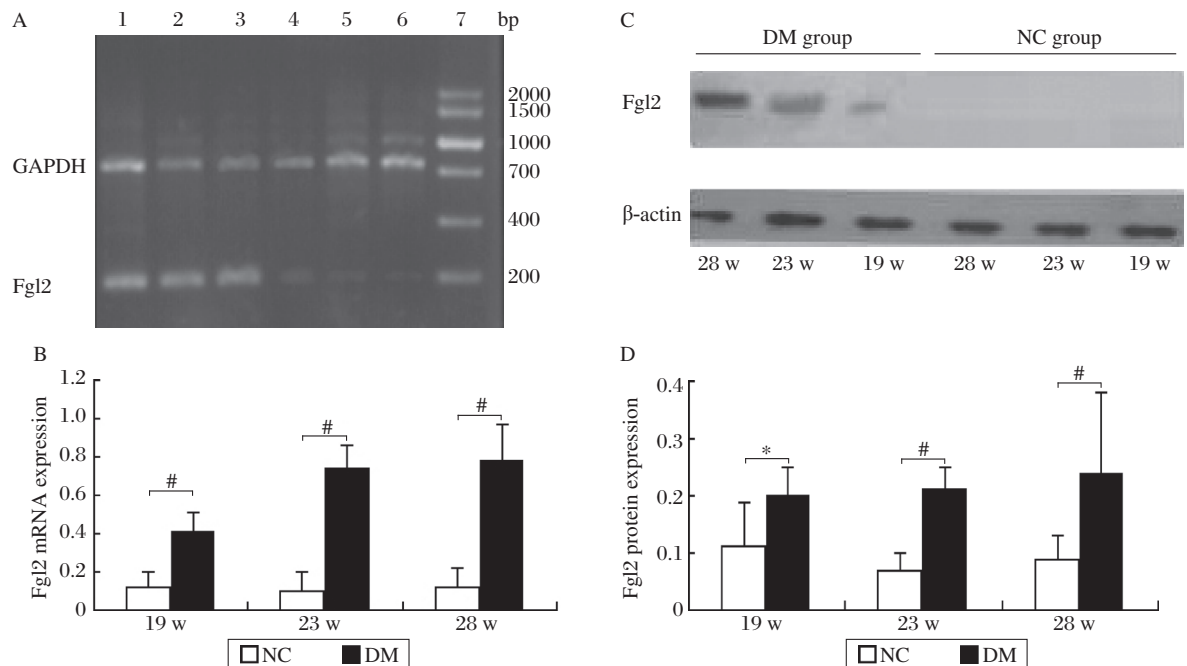 A
1 2 3 4 5 6 7 bp
2000
1500
1000
GAPDH
700
400
Fgl2
200
B
Fgl2 mRNA expression
1.2
1.0
0.8
0.6
0.4
0.2
0
#
#
#
19 w 23 w 28 w
NC DM
C
DM group NC group
Fgl2
β-actin
28 w 23 w 19 w 28 w 23 w 19 w
D
Fgl2 protein expression
0.4
0.3
0.2
0.1
0
*
#
#
19 w 23 w 28 w
NC DM